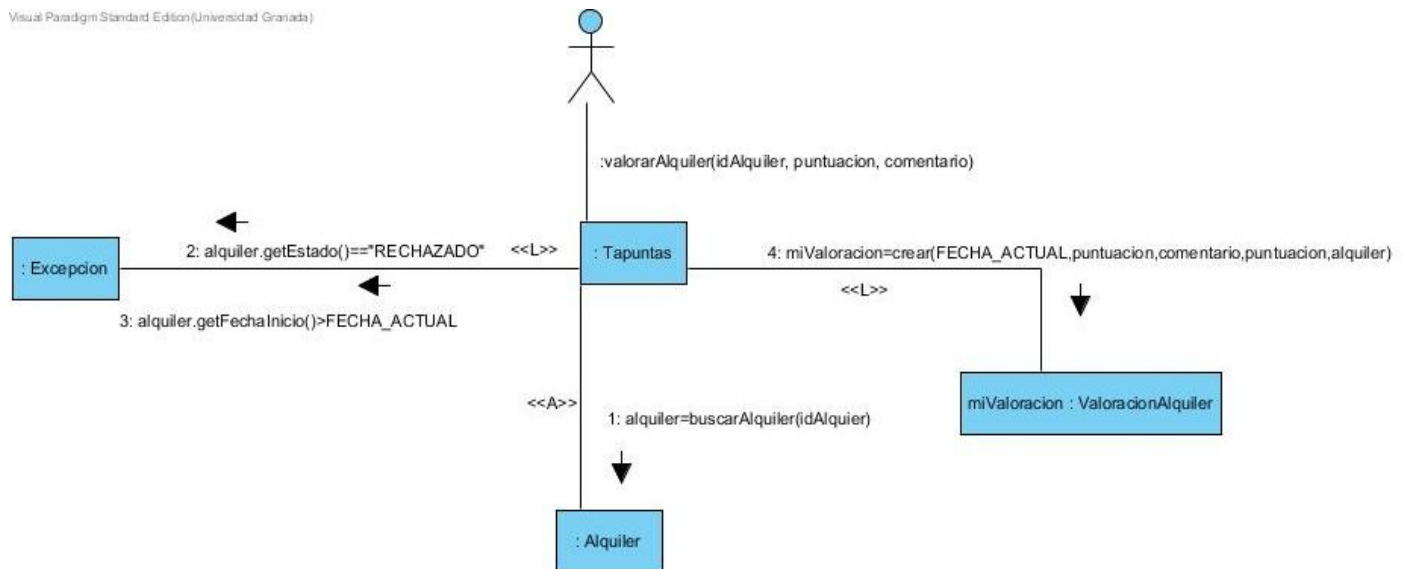 Visual Paradigm Standard Edition(Universidad Granada)
:valorarAlquiler(idAlquiler, puntuacion, comentario)
2: alquiler.getEstado()=="RECHAZADO"
<<L>>
: Tapuntas
4: miValoracion=crear(FECHA_ACTUAL,puntuacion,comentario,puntuacion,alquiler)
: Excepcion
<<L>>
3: alquiler.getFechaInicio()>FECHA_ACTUAL
<<A>>
1: alquiler=buscarAlquiler(idAlquier)
miValoracion : ValoracionAlquiler
: Alquiler